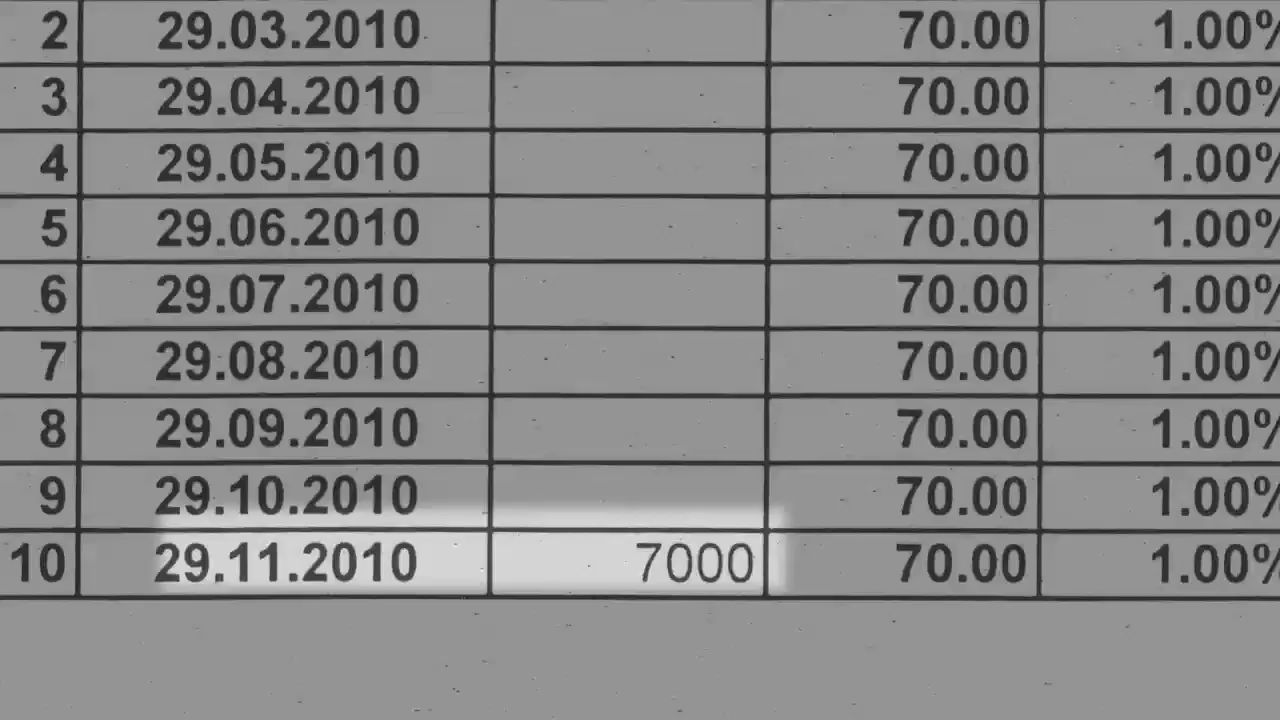 2 29.03.2010 70.00 1.00%
3 29.04.2010 70.00 1.00%
4 29.05.2010 70.00 1.00%
5 29.06.2010 70.00 1.00%
6 29.07.2010 70.00 1.00%
7 29.08.2010 70.00 1.00%
8 29.09.2010 70.00 1.00%
9 29.10.2010 70.00 1.00%
10 29.11.2010 7000 70.00 1.00%